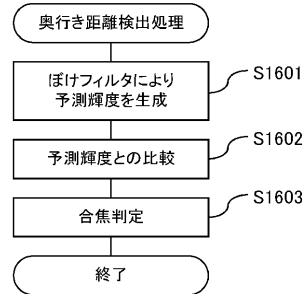 奥行き距離検出処理
ぼけフィルタにより
予測輝度を生成
S1601
予測輝度との比較
S1602
合焦判定
S1603
終了